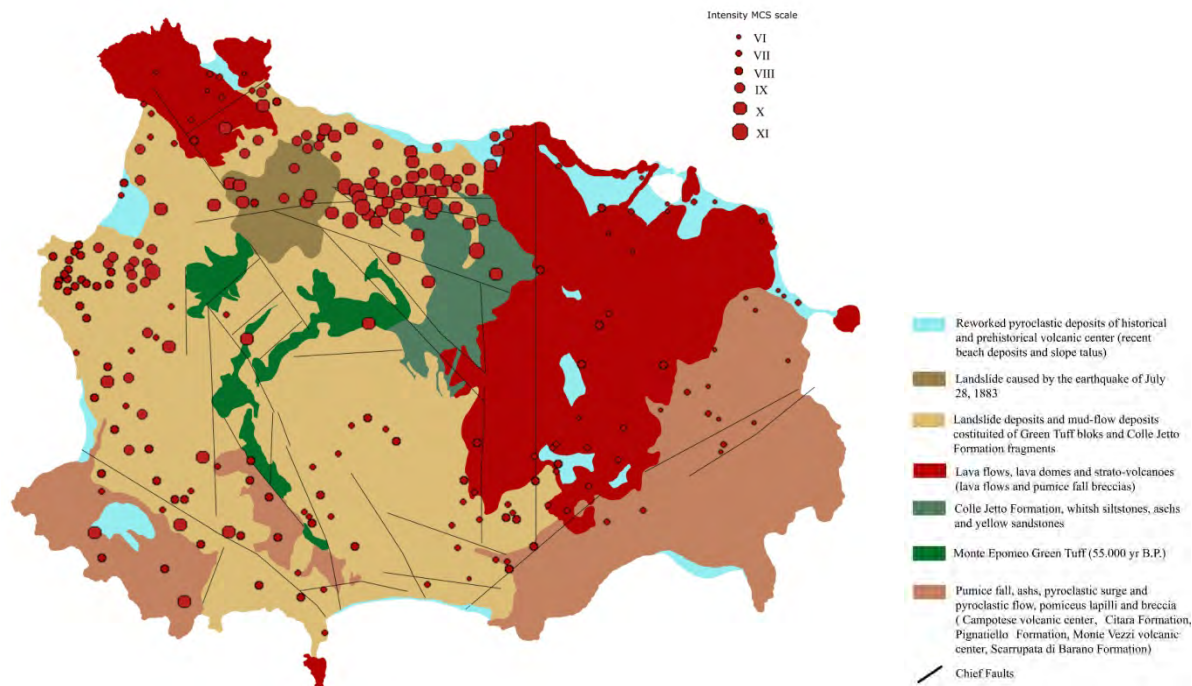 Intensity MCS scale
VI
VII
VIII
IX
X
XI
Reworked pyroclastic deposits of historical
and prehistorical volcanic center (recent
beach deposits and slope talus)
Landslide caused by the earthquake of July
28, 1883
Landslide deposits and mud-flow deposits
costituited of Green Tuff bloks and Colle Jetto
Formation fragments
Lava flows, lava domes and strato-volcanoes
(lava flows and pumice fall breccias)
Colle Jetto Formation, whitsh siltstones, aschs
and yellow sandstones
Monte Epomeo Green Tuff (55.000 yr B.P.)
Pumice fall, ashs, pyroclastic surge and
pyroclastic flow, pomiceus lapilli and breccia
( Campotese volcanic center, Citara Formation,
Pignatiello Formation, Monte Vezzi volcanic
center, Scarrupata di Barano Formation)
Chief Faults